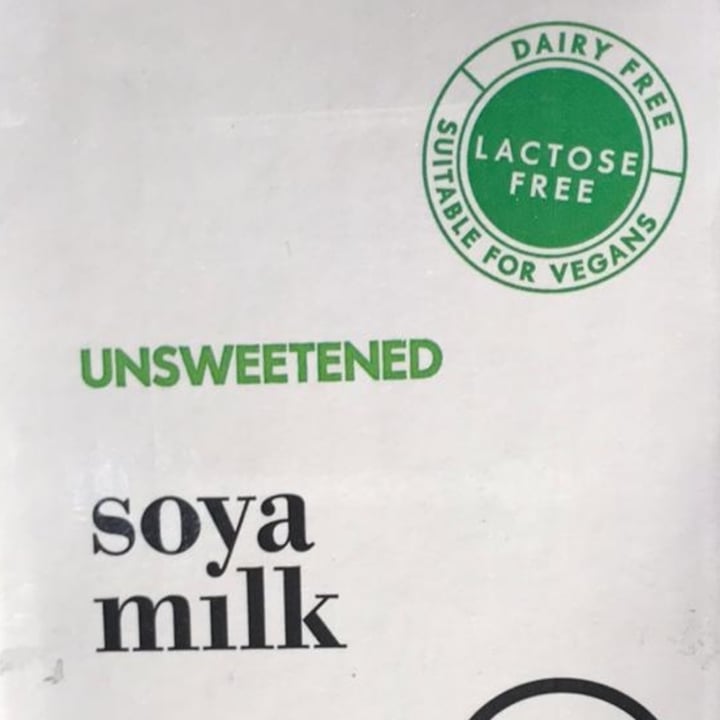 DAIRY FREE
LACTOSE
FREE
SUITABLE FOR VEGANS
UNSWEETENED
soya
milk